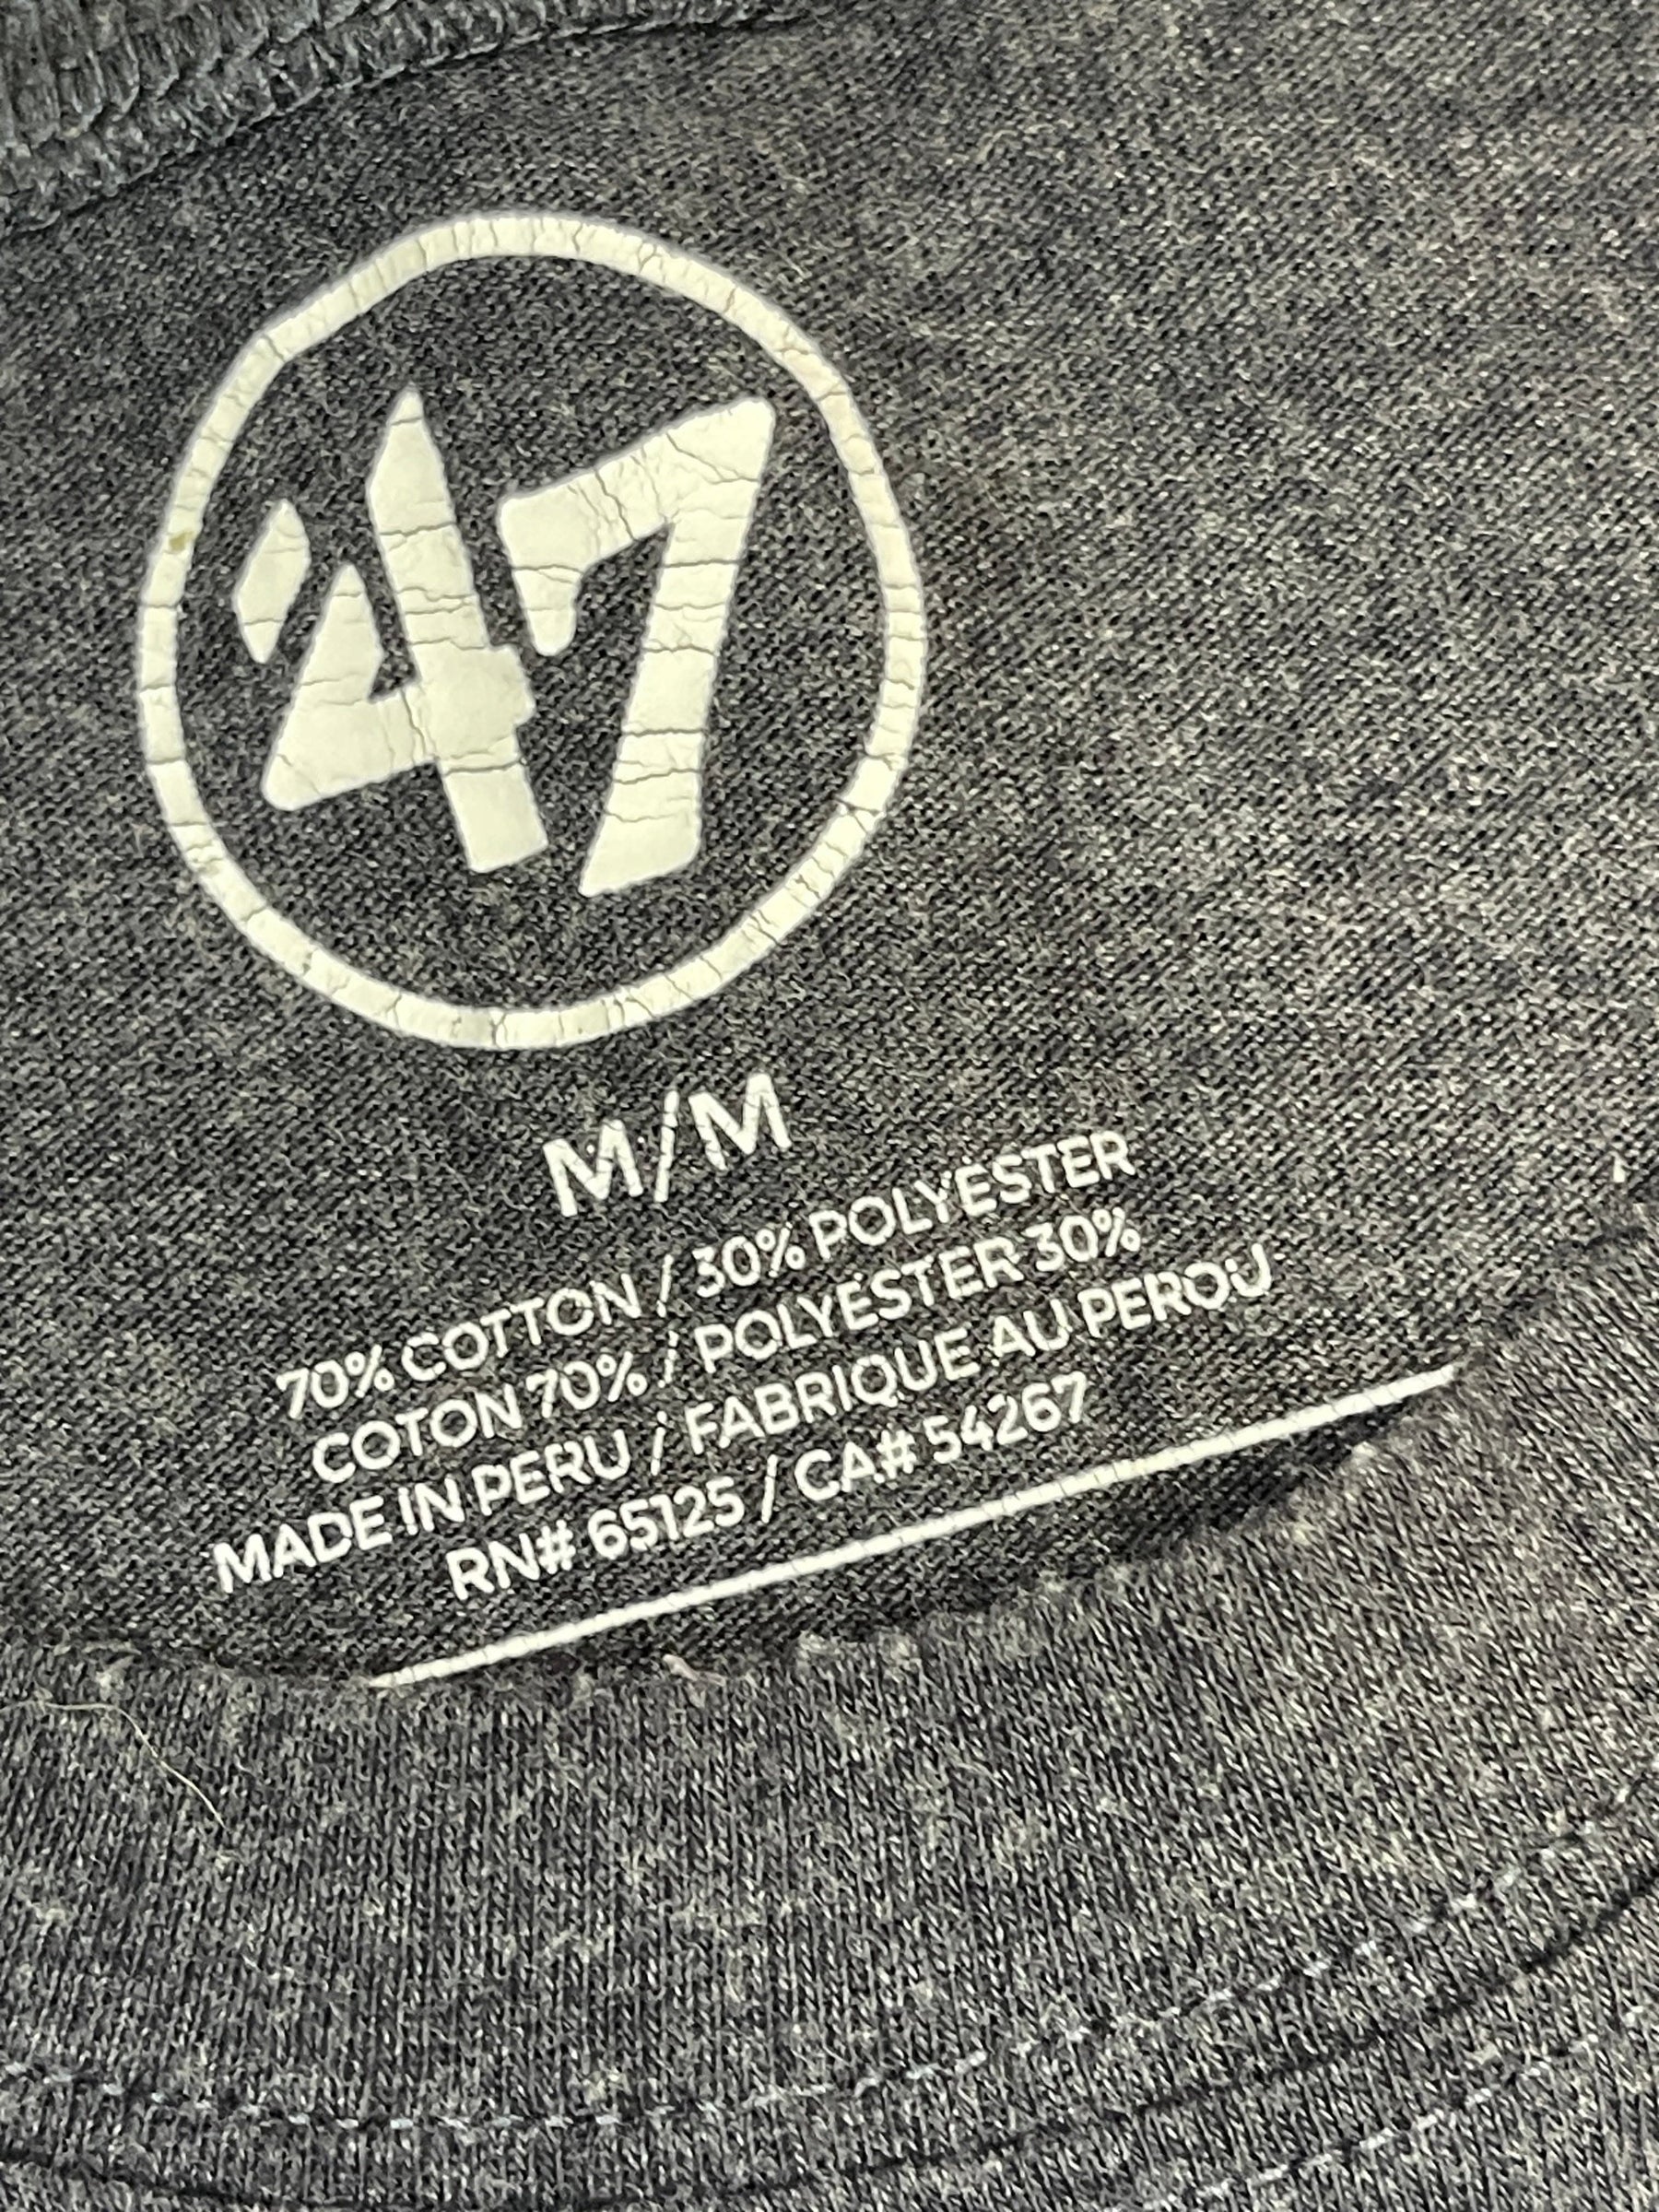 '47
M/M
70% COTTON / 30% POLYESTER
COTON 70% / POLYESTER 30%
MADE IN PERU / FABRIQUE AU PEROU
RN# 65125 / CA# 54267